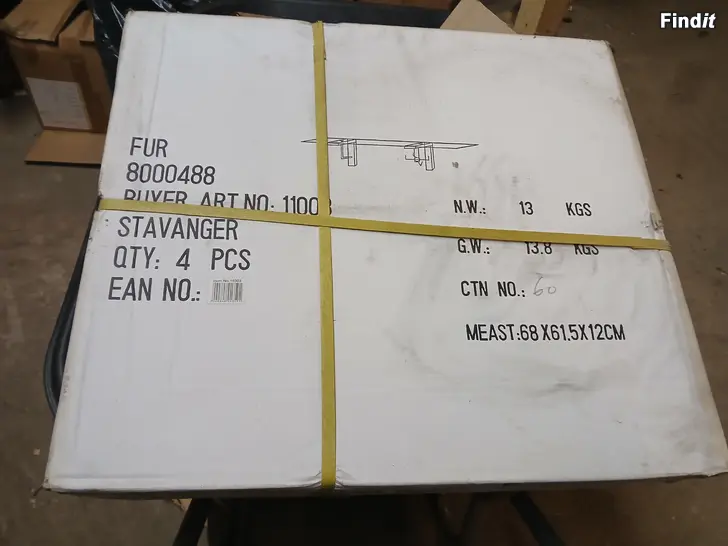 Findit
FUR
8000488
BUYER ART NO: 11003
STAVANGER
QTY: 4 PCS
EAN NO.:
N.W.: 13 KGS
G.W.: 13.8 KGS
CTN NO.: 60
MEAST:68X61.5X12CM